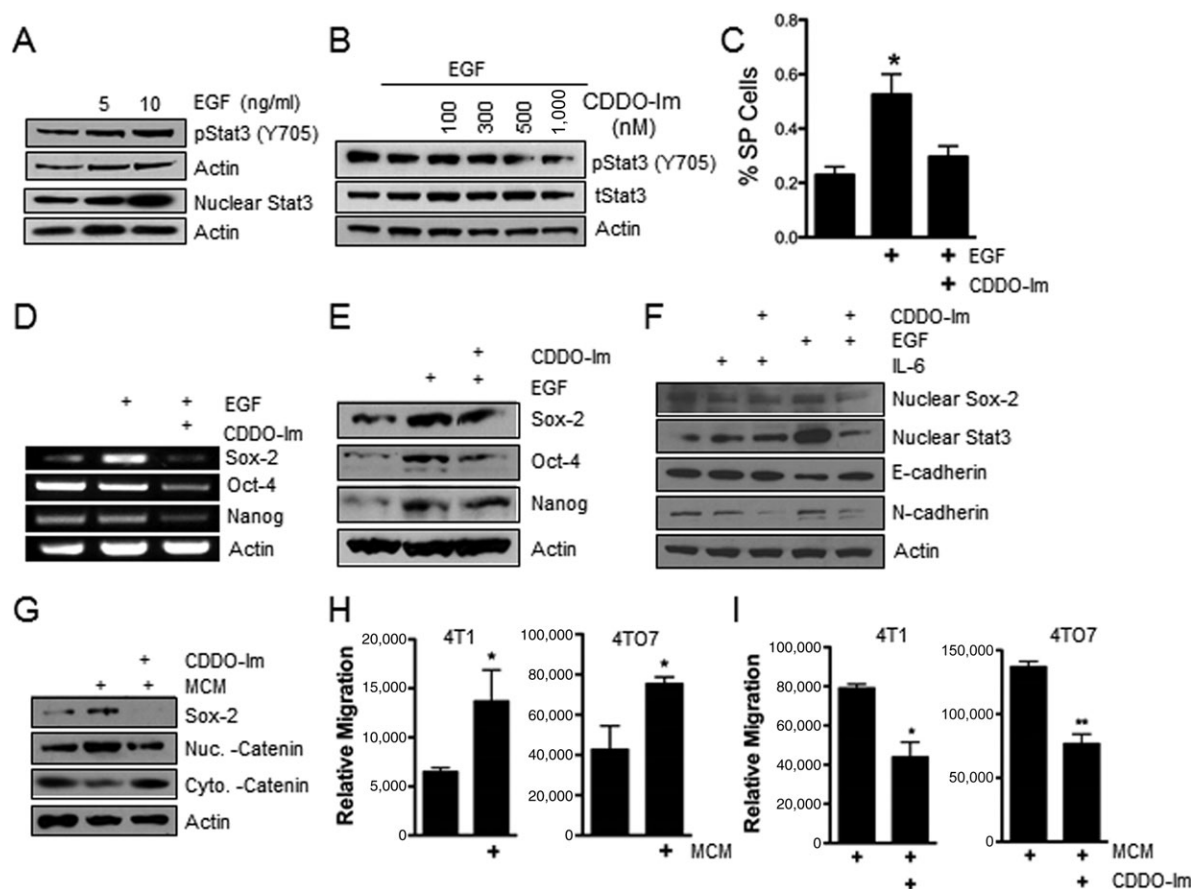 A
5 10 EGF (ng/ml)
pStat3 (Y705)
Actin
Nuclear Stat3
Actin
B
EGF
100 300 500 1,000 CDDO-Im
(nM)
pStat3 (Y705)
tStat3
Actin
C
% SP Cells
0.8
0.6
0.4
0.2
0.0
*
+ + EGF
+ CDDO-Im
D
+ + EGF
+ CDDO-Im
Sox-2
Oct-4
Nanog
Actin
E
+ CDDO-Im
+ + EGF
Sox-2
Oct-4
Nanog
Actin
F
+ + CDDO-Im
+ + EGF
+ + IL-6
Nuclear Sox-2
Nuclear Stat3
E-cadherin
N-cadherin
Actin
G
+ CDDO-Im
+ + MCM
Sox-2
Nuc. -Catenin
Cyto. -Catenin
Actin
H
Relative Migration
4T1
20,000
15,000
10,000
5,000
0
*
+
4TO7
100,000
80,000
60,000
40,000
20,000
0
*
+ MCM
I
Relative Migration
4T1
100,000
80,000
60,000
40,000
20,000
0
*
+ +
+
4TO7
150,000
100,000
50,000
0
**
+ + MCM
+ CDDO-Im